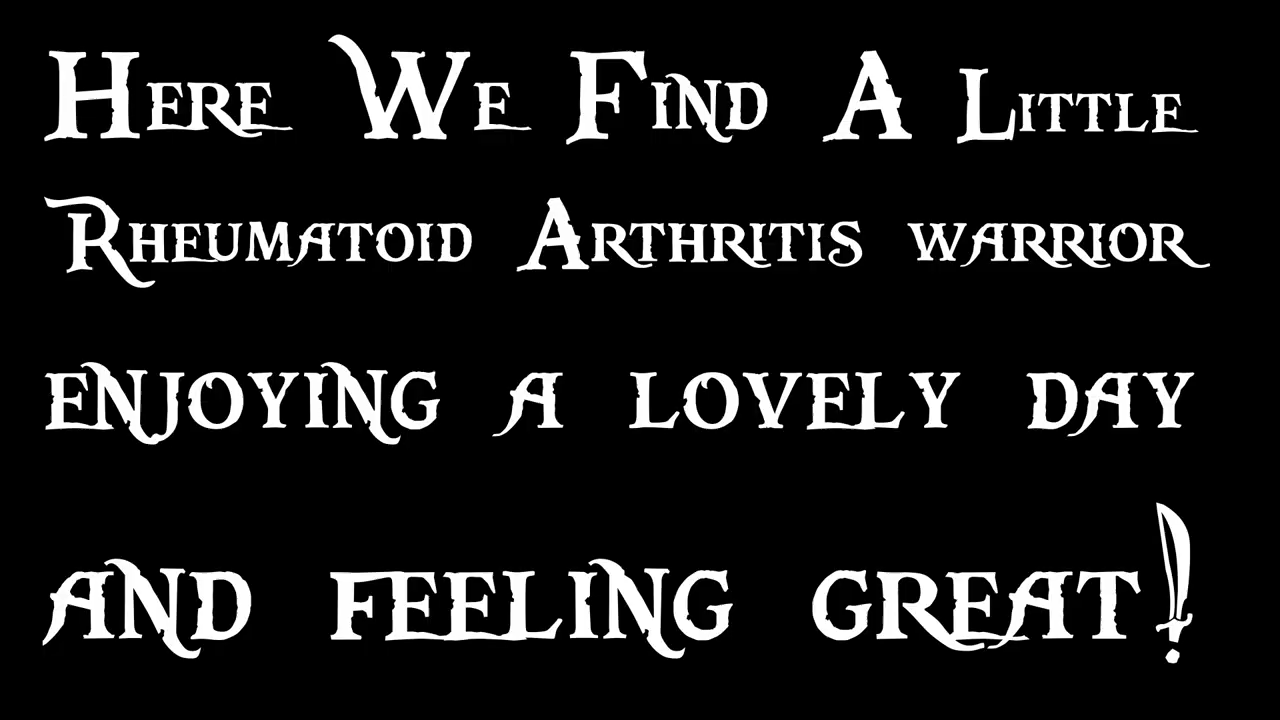 Here We Find A Little
Rheumatoid Arthritis warrior
enjoying a lovely day
and feeling great!